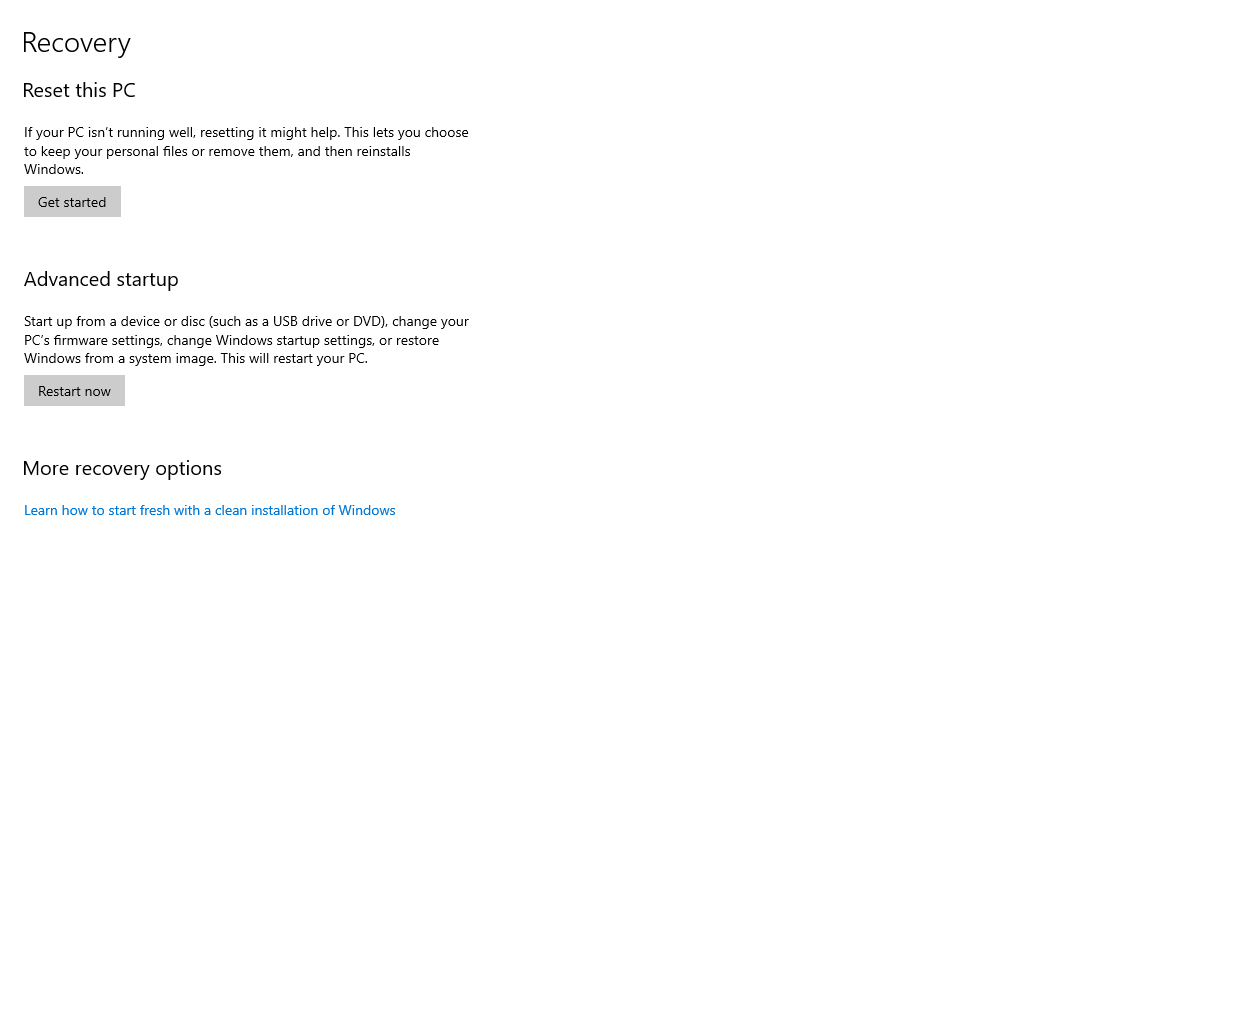 Recovery
Reset this PC
If your PC isn't running well, resetting it might help. This lets you choose
to keep your personal files or remove them, and then reinstalls
Windows.
Get started
Advanced startup
Start up from a device or disc (such as a USB drive or DVD), change your
PC's firmware settings, change Windows startup settings, or restore
Windows from a system image. This will restart your PC.
Restart now
More recovery options
Learn how to start fresh with a clean installation of Windows